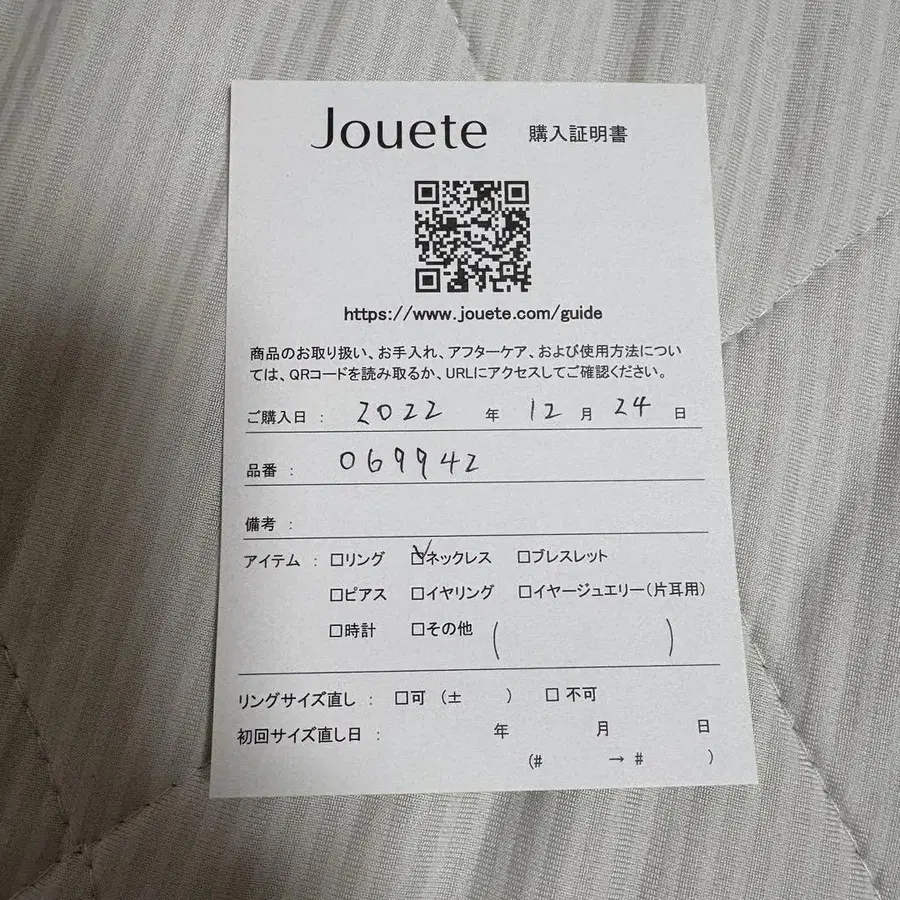 Jouete 購入証明書
https://www.jouete.com/guide
商品のお取り扱い、お手入れ、アフターケア、および使用方法につい
ては、QRコードを読み取るか、URLにアクセスしてご確認ください。
ご購入日 : 2022 年 12 月 24 日
品番 : 069942
備考 :
アイテム : □リング ☑ネックレス □ブレスレット
□ピアス □イヤリング □イヤージュエリー(片耳用)
□時計 □その他 ( )
リングサイズ直し : □可 (± ) □ 不可
初回サイズ直し日 : 年 月 日
(# → # )